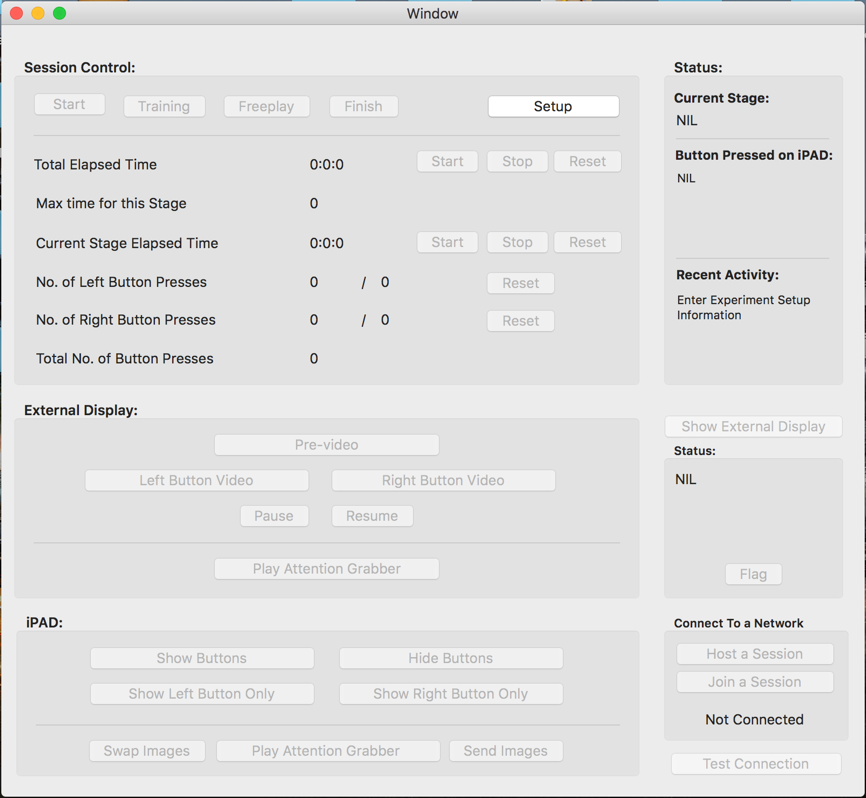 Window
Session Control:
Start Training Freeplay Finish Setup
Total Elapsed Time 0:0:0 Start Stop Reset
Max time for this Stage 0
Current Stage Elapsed Time 0:0:0 Start Stop Reset
No. of Left Button Presses 0 / 0 Reset
No. of Right Button Presses 0 / 0 Reset
Total No. of Button Presses 0
Status:
Current Stage:
NIL
Button Pressed on iPAD:
NIL
Recent Activity:
Enter Experiment Setup
Information
External Display:
Pre-video
Left Button Video Right Button Video
Pause Resume
Play Attention Grabber
Show External Display
Status:
NIL
Flag
iPAD:
Show Buttons Hide Buttons
Show Left Button Only Show Right Button Only
Swap Images Play Attention Grabber Send Images
Connect To a Network
Host a Session
Join a Session
Not Connected
Test Connection